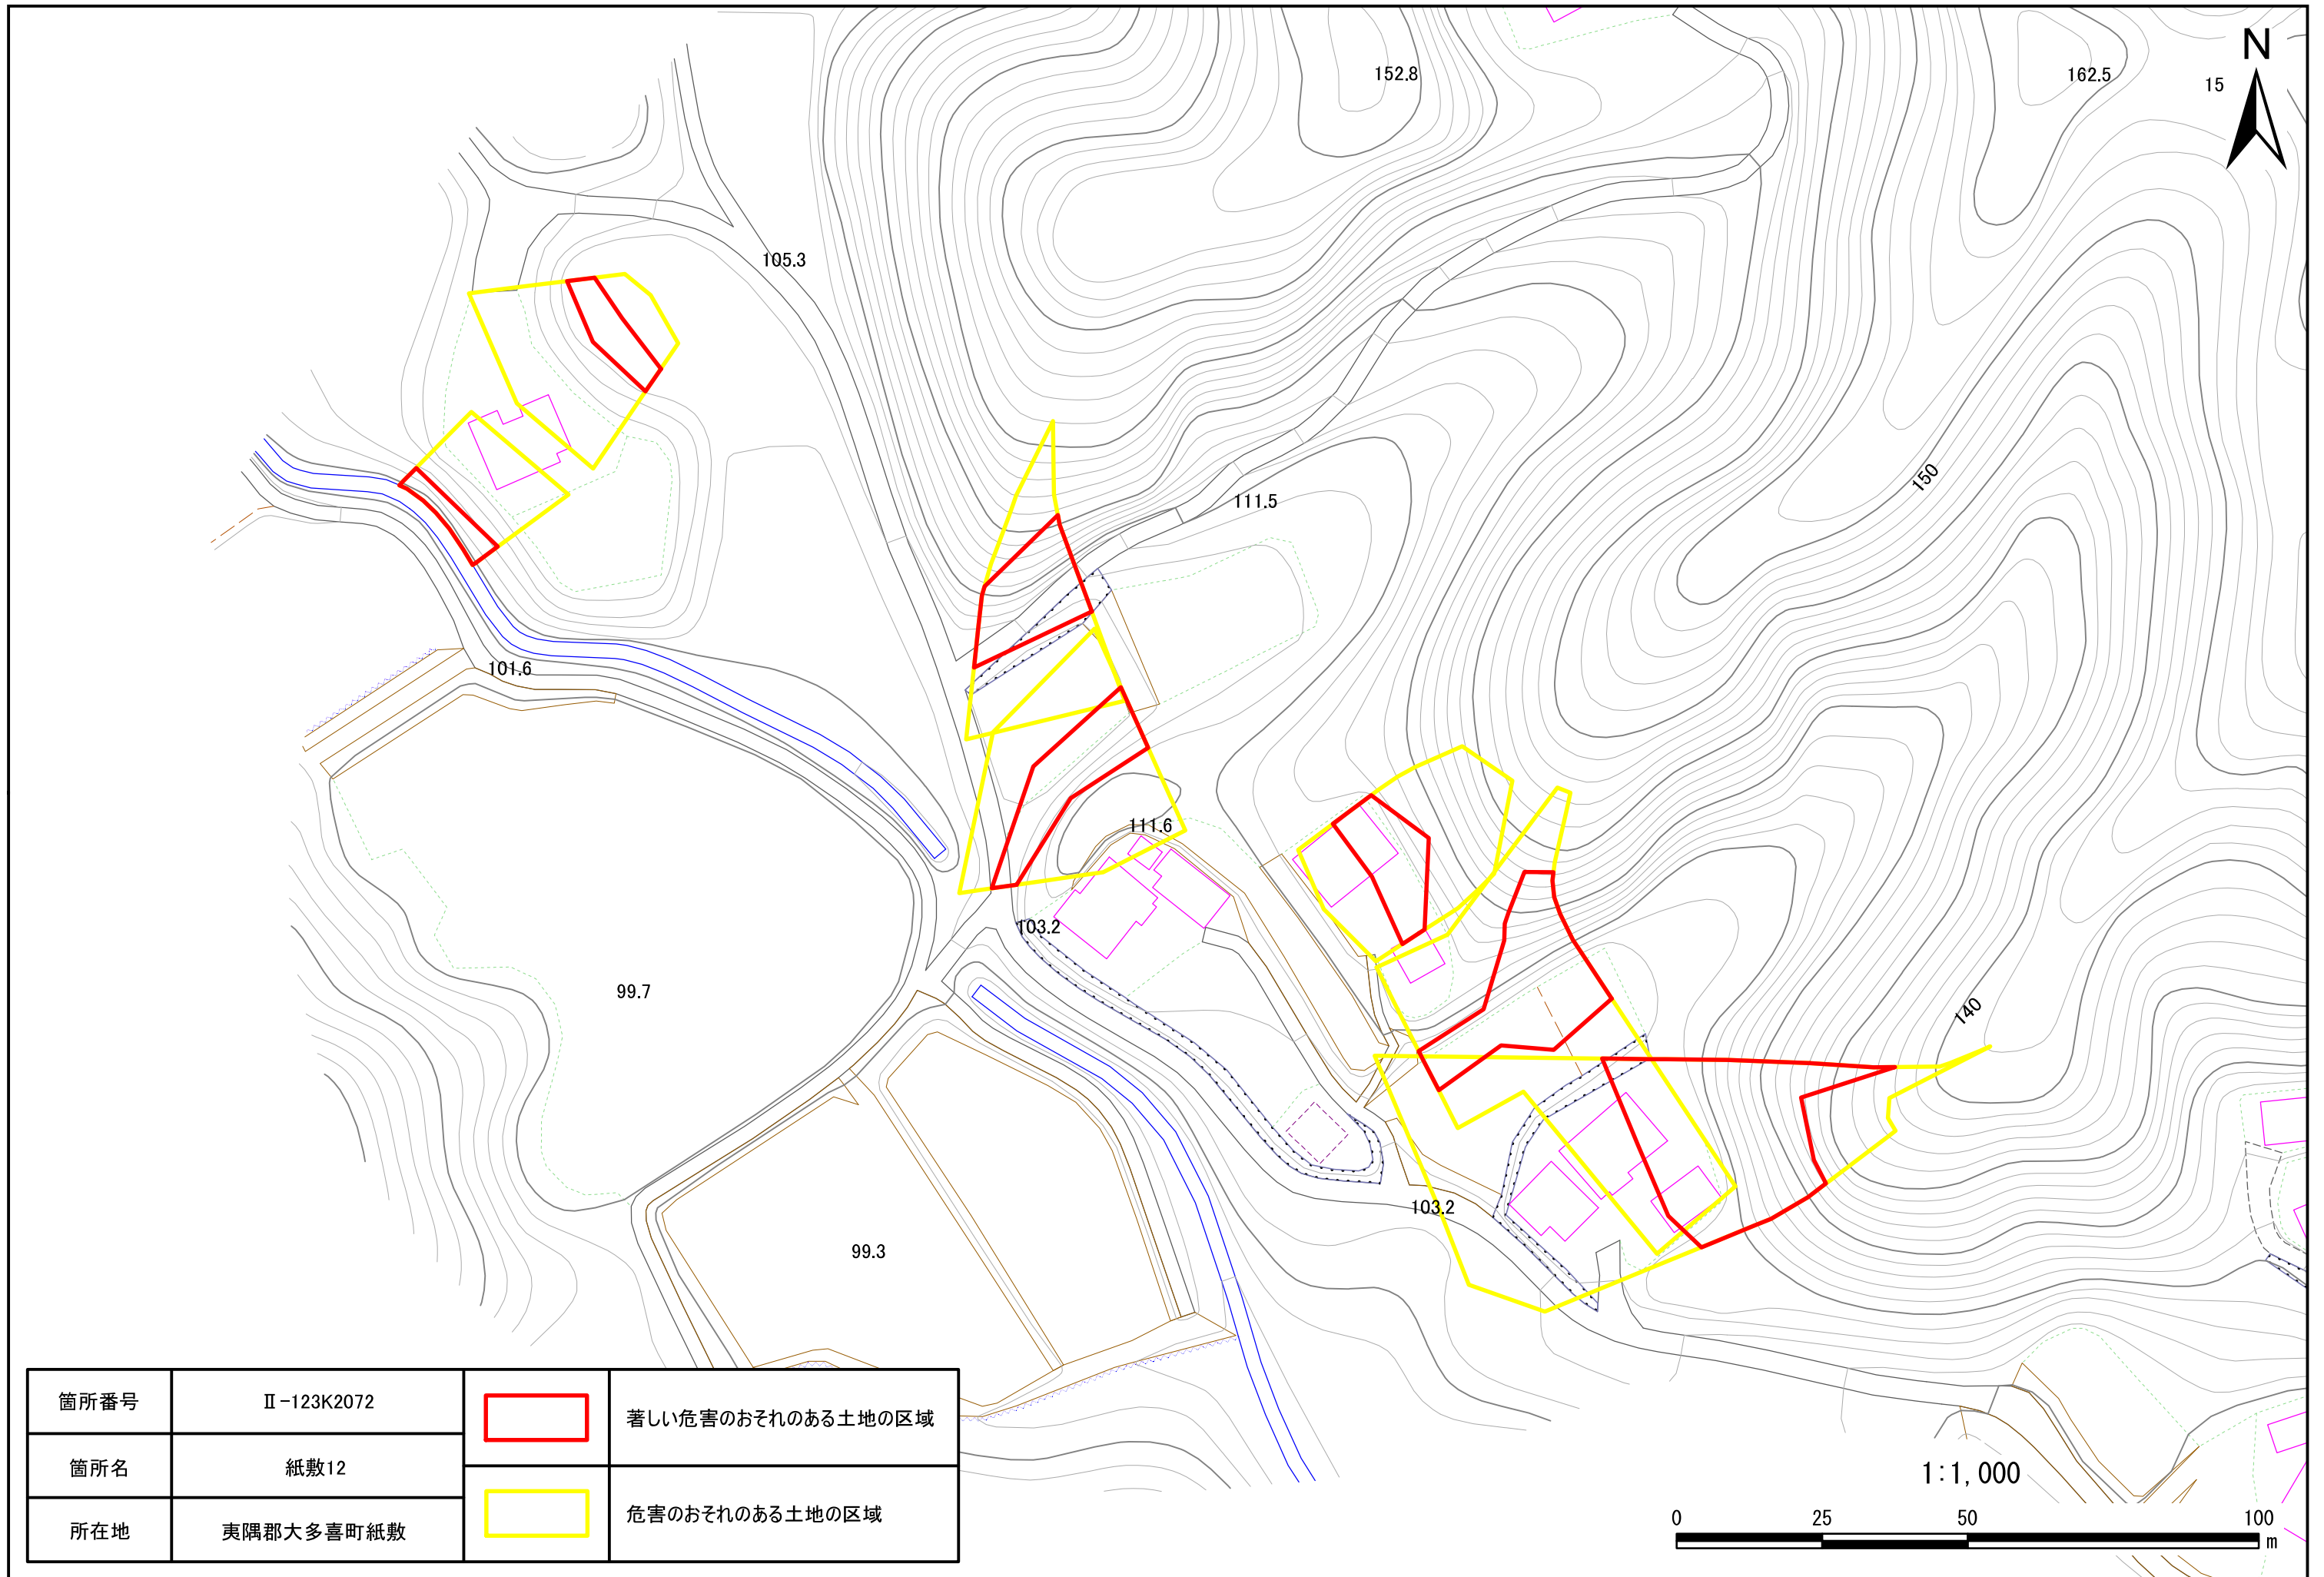 152.8
162.5
15
N
105.3
111.5
150
101.6
111.6
103.2
99.7
140
103.2
99.3
箇所番号 Ⅱ-123K2072
箇所名 紙敷12
所在地 夷隅郡大多喜町紙敷
著しい危害のおそれのある土地の区域
危害のおそれのある土地の区域
1:1,000
0 25 50 100
m